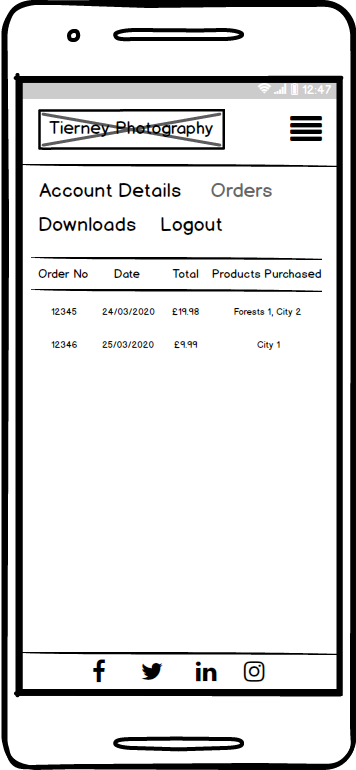 12:47
Tierney Photography
Account Details Orders
Downloads Logout
Order No Date Total Products Purchased
12345 24/03/2020 £19.98 Forests 1, City 2
12346 25/03/2020 £9.99 City 1